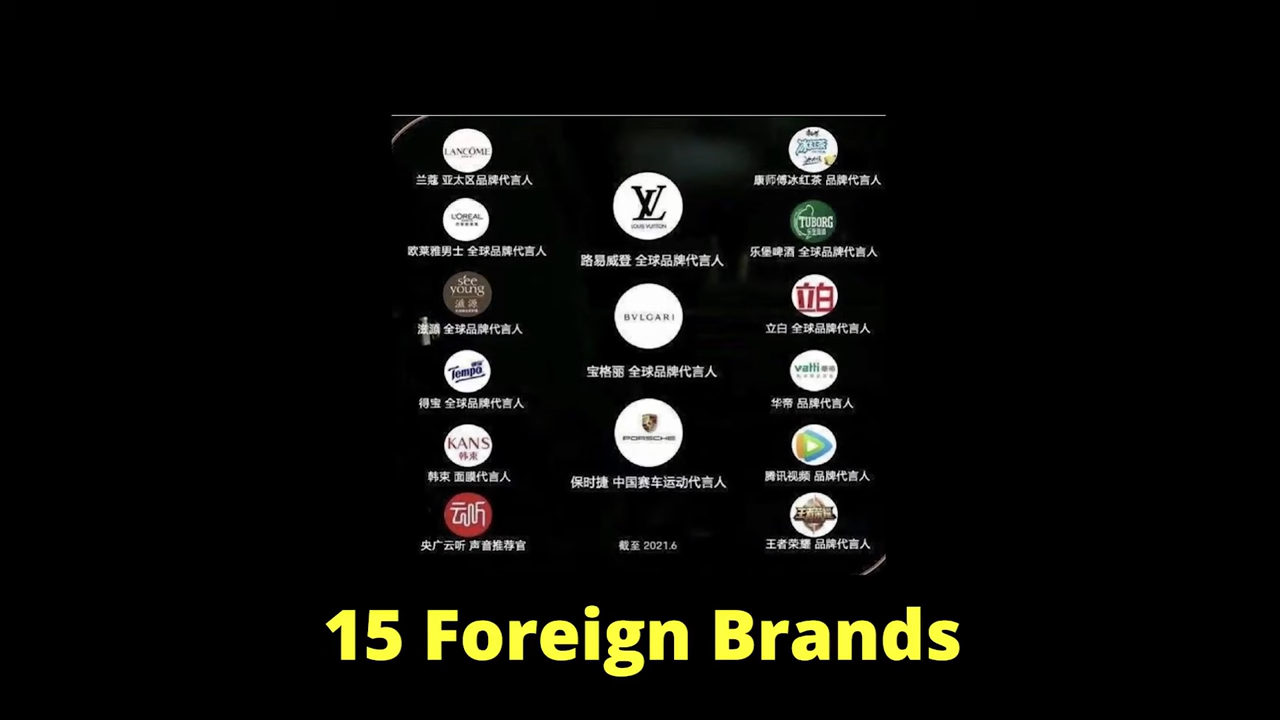 LANCÔME
兰蔻 亚太区品牌代言人
L'ORÉAL
欧莱雅男士 全球品牌代言人
see young
滋源
滋源 全球品牌代言人
Tempo
得宝
得宝 全球品牌代言人
KANS
韩束
韩束 面膜代言人
云听
央广云听 声音推荐官
LV
LOUIS VUITTON
路易威登 全球品牌代言人
BVLGARI
宝格丽 全球品牌代言人
PORSCHE
保时捷 中国赛车运动代言人
截至 2021.6
冰红茶
康师傅冰红茶 品牌代言人
TUBORG
乐堡啤酒 全球品牌代言人
立白
立白 全球品牌代言人
vatti 华帝
华帝 品牌代言人
腾讯视频 品牌代言人
王者荣耀
王者荣耀 品牌代言人
15 Foreign Brands